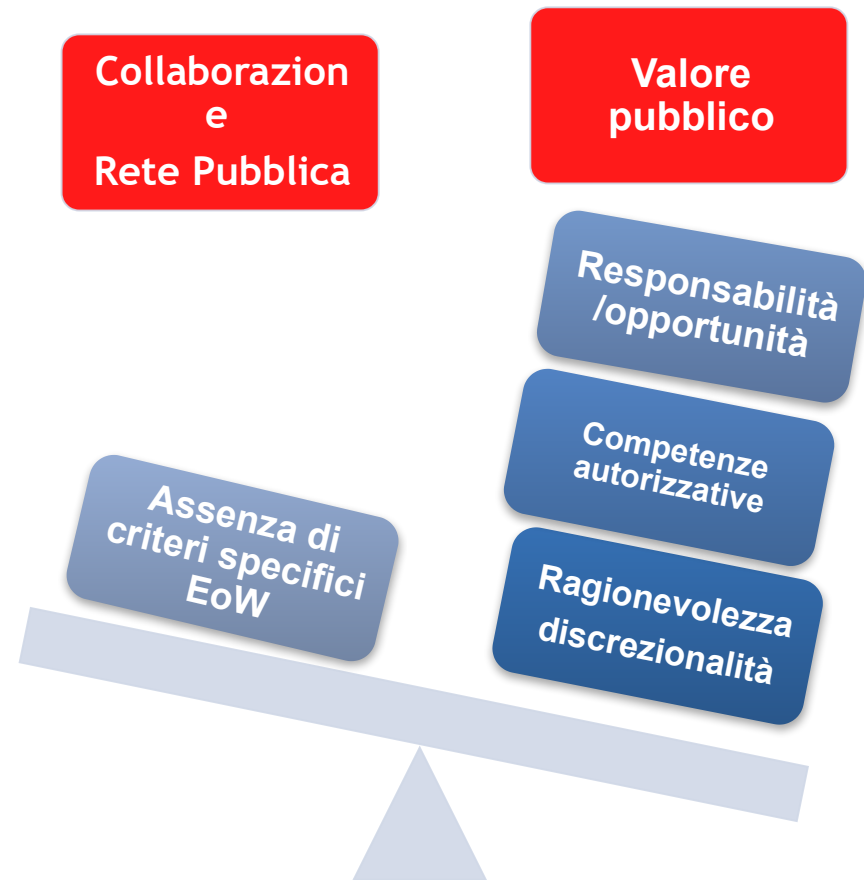 Collaborazion
e
Rete Pubblica
Valore
pubblico
Responsabilità
/opportunità
Competenze
autorizzative
Ragionevolezza
discrezionalità
Assenza di
criteri specifici
EoW